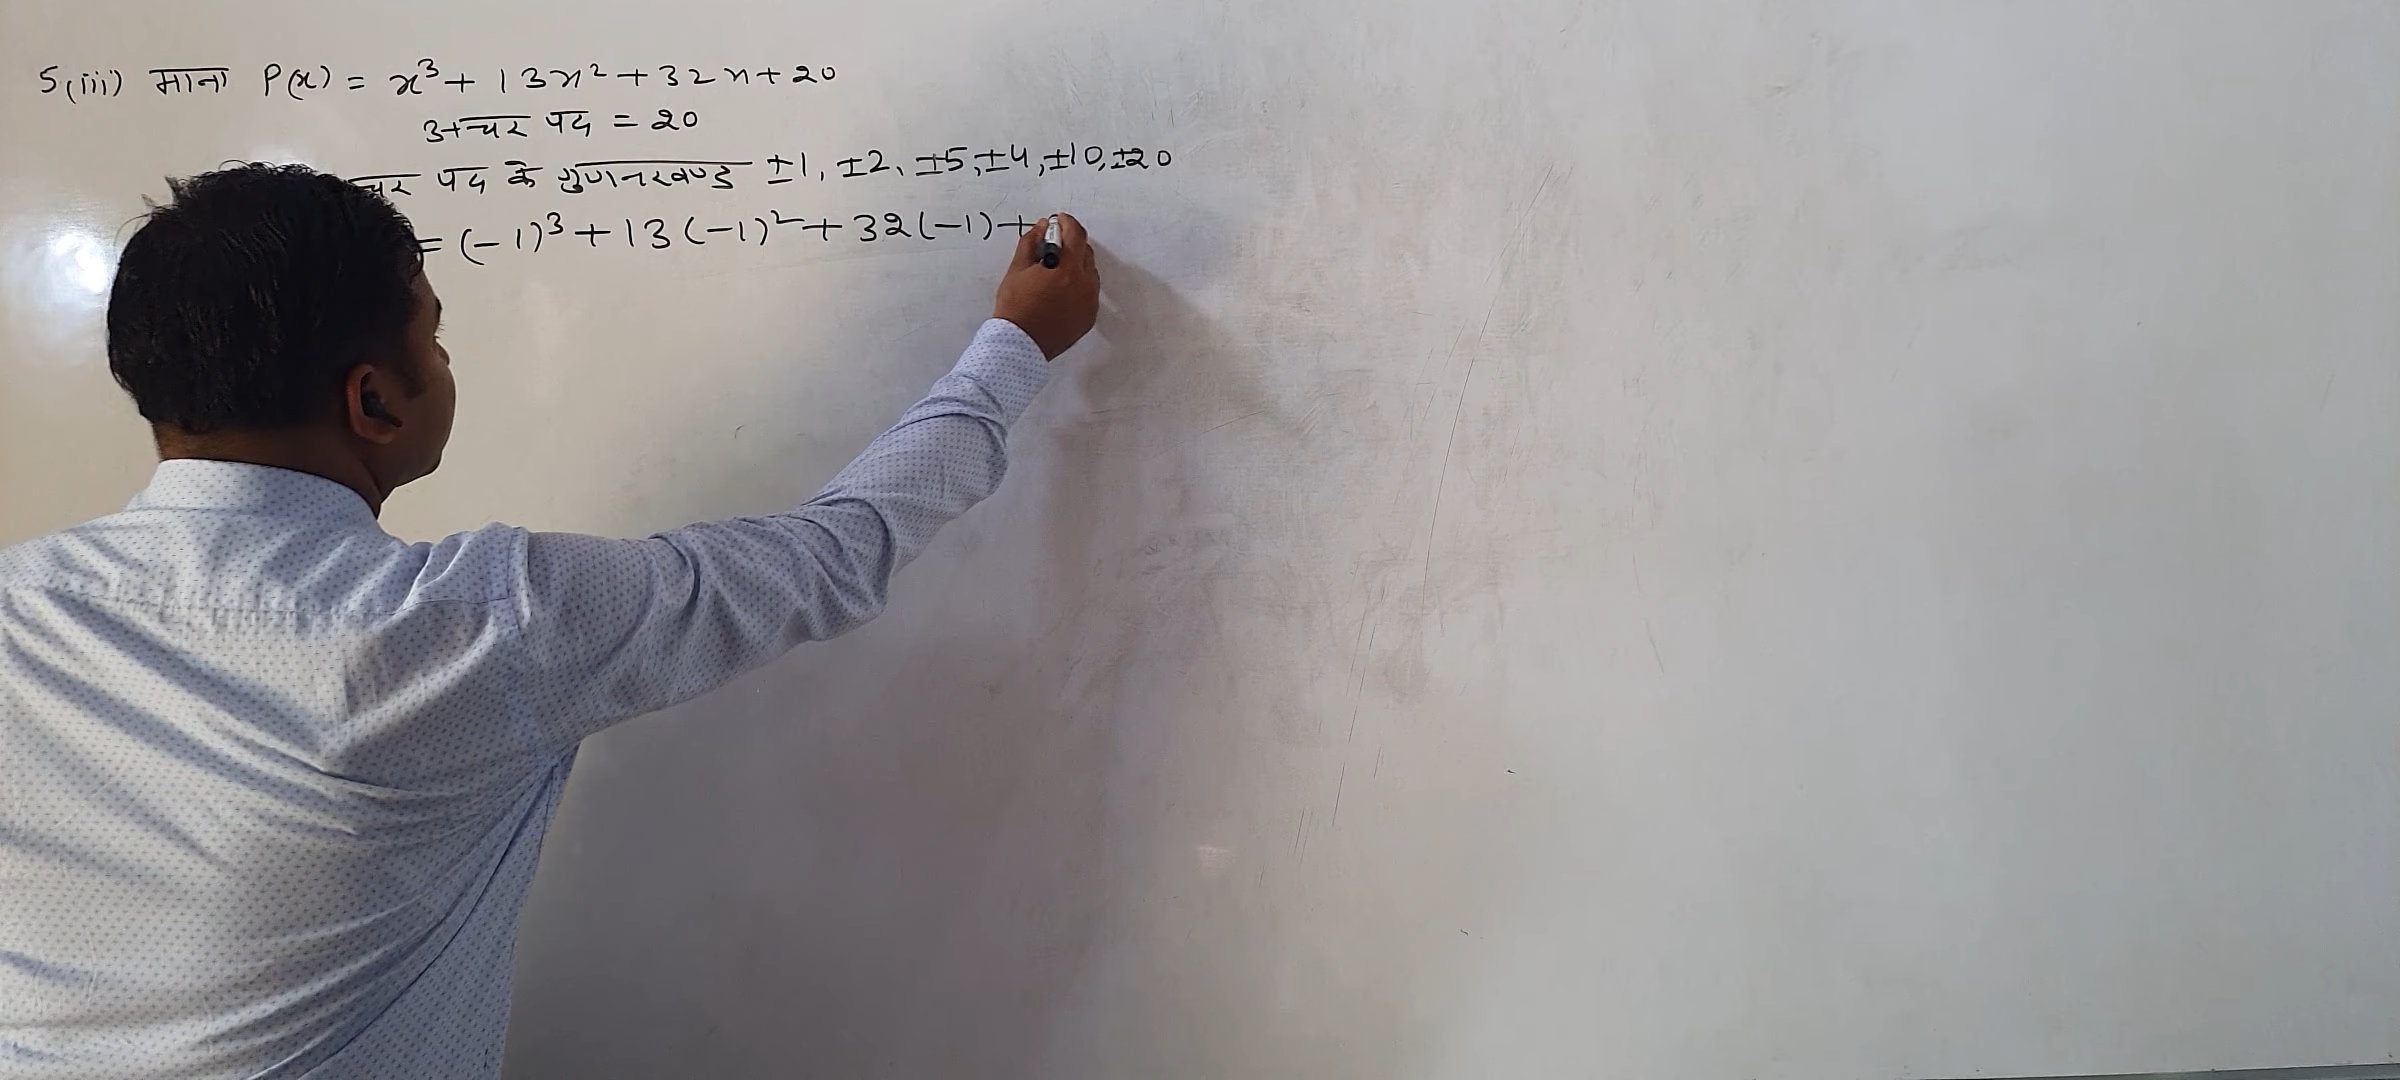 5(iii) माना P(x) = x³ + 13x² + 32x + 20
अचर पद = 20
चर पद के गुणनखण्ड ±1, ±2, ±5, ±4, ±10, ±20
= (-1)³ + 13(-1)² + 32(-1) +